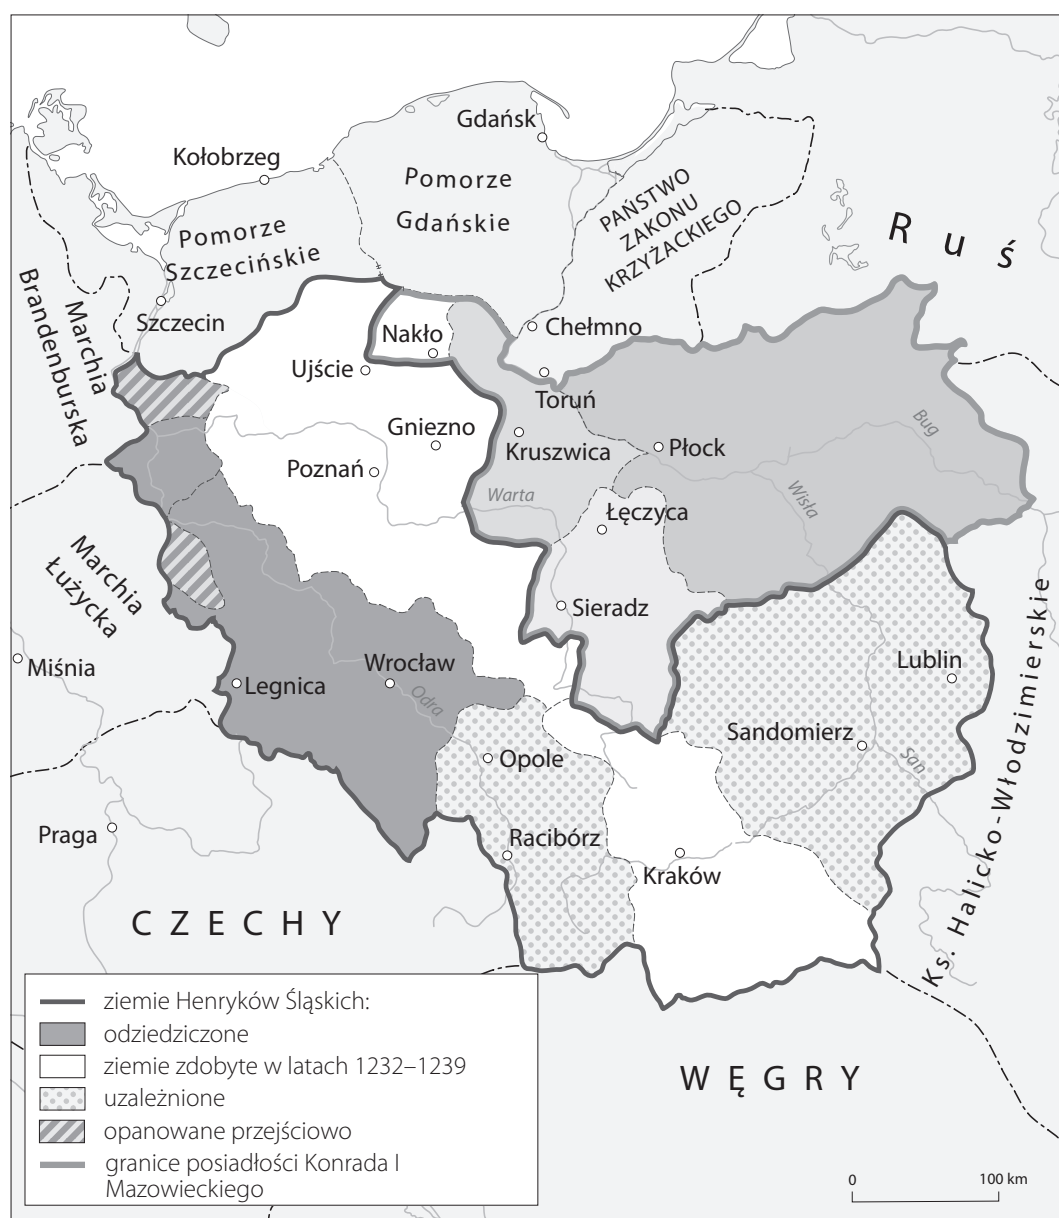 Gdańsk
Kołobrzeg
Pomorze
Gdańskie
PAŃSTWO
ZAKONU
KRZYŻACKIEGO
Ruś
Pomorze
Szczecińskie
Marchia
Brandenburska
Szczecin
Nakło
Chełmno
Ujście
Toruń
Gniezno
Kruszwica
Płock
Bug
Poznań
Warta
Wisła
Łęczyca
Marchia
Łużycka
Sieradz
Miśnia
Wrocław
Lublin
Legnica
Odra
Sandomierz
Opole
San
Ks. Halicko-Włodzimierskie
Praga
Racibórz
Kraków
CZECHY
WĘGRY
ziemie Henryków Śląskich:
odziedziczone
ziemie zdobyte w latach 1232–1239
uzależnione
opanowane przejściowo
granice posiadłości Konrada I
Mazowieckiego
0 100 km